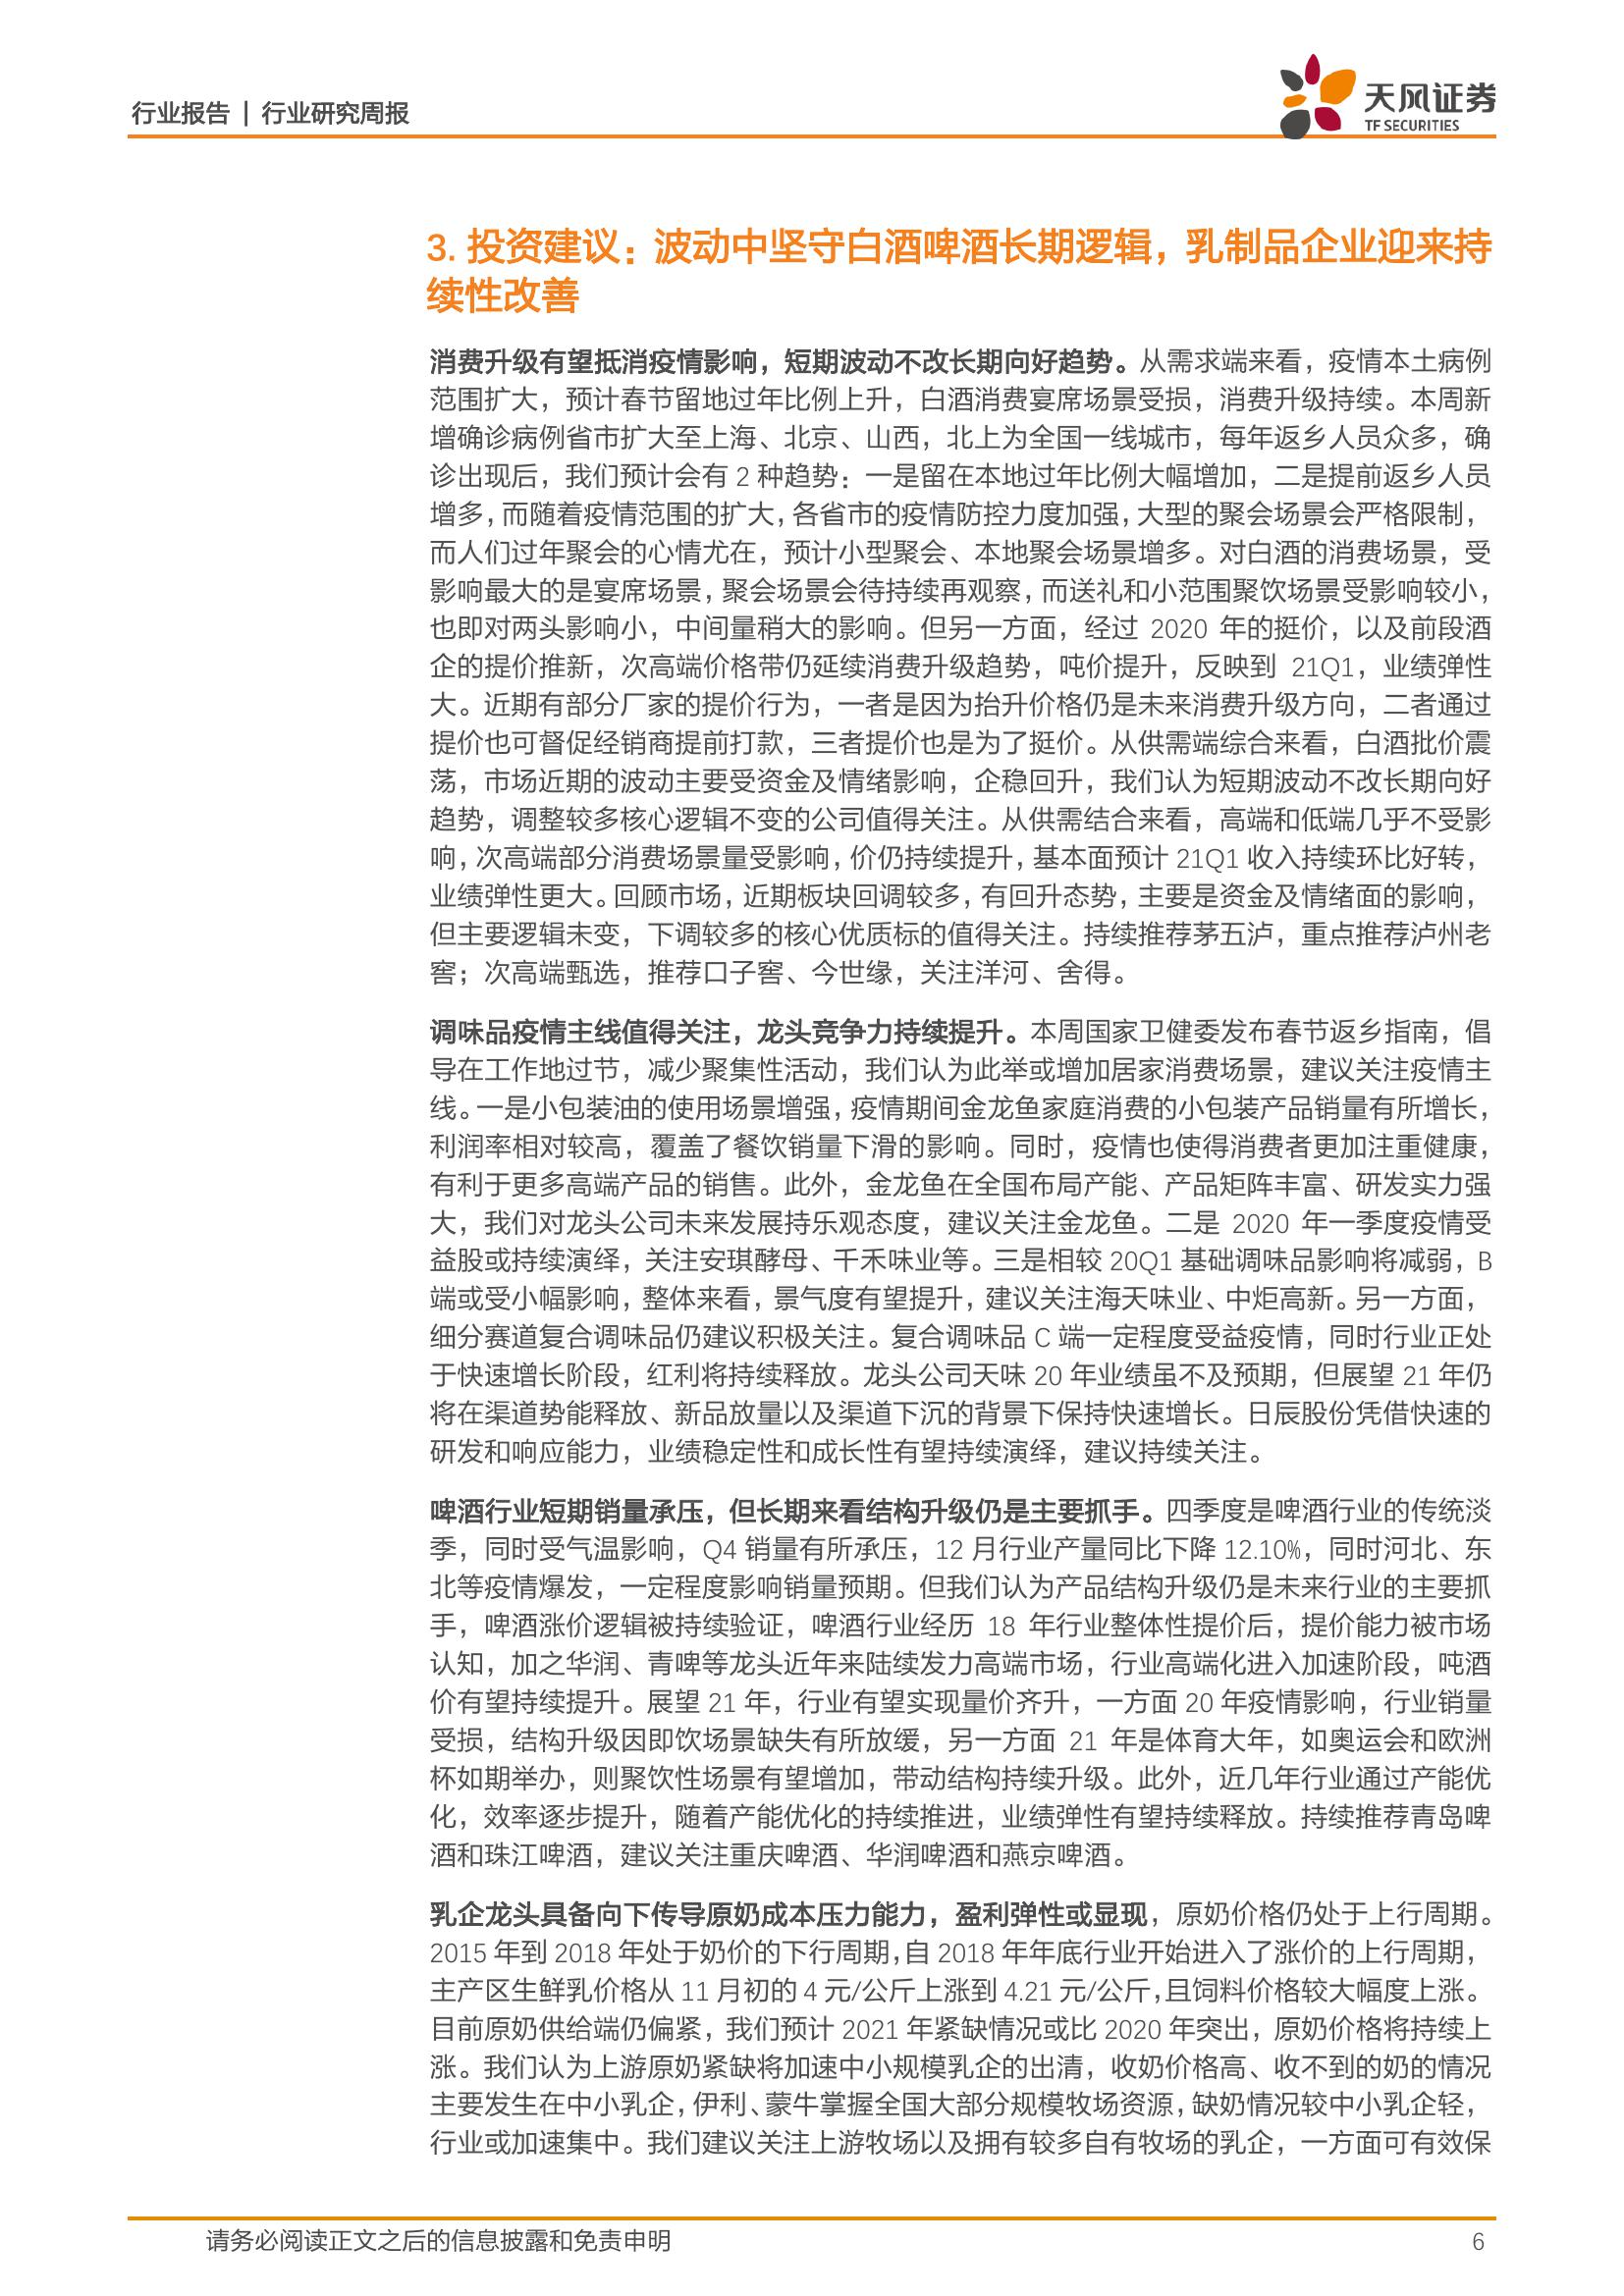 行业报告 | 行业研究周报
天风证券
TF SECURITIES
3. 投资建议：波动中坚守白酒啤酒长期逻辑，乳制品企业迎来持
续性改善
消费升级有望抵消疫情影响，短期波动不改长期向好趋势。从需求端来看，疫情本土病例
范围扩大，预计春节留地过年比例上升，白酒消费宴席场景受损，消费升级持续。本周新
增确诊病例省市扩大至上海、北京、山西，北上为全国一线城市，每年返乡人员众多，确
诊出现后，我们预计会有 2 种趋势：一是留在本地过年比例大幅增加，二是提前返乡人员
增多，而随着疫情范围的扩大，各省市的疫情防控力度加强，大型的聚会场景会严格限制，
而人们过年聚会的心情尤在，预计小型聚会、本地聚会场景增多。对白酒的消费场景，受
影响最大的是宴席场景，聚会场景会待持续再观察，而送礼和小范围聚饮场景受影响较小，
也即对两头影响小，中间量稍大的影响。但另一方面，经过 2020 年的挺价，以及前段酒
企的提价推新，次高端价格带仍延续消费升级趋势，吨价提升，反映到 21Q1，业绩弹性
大。近期有部分厂家的提价行为，一者是因为抬升价格仍是未来消费升级方向，二者通过
提价也可督促经销商提前打款，三者提价也是为了挺价。从供需端综合来看，白酒批价震
荡，市场近期的波动主要受资金及情绪影响，企稳回升，我们认为短期波动不改长期向好
趋势，调整较多核心逻辑不变的公司值得关注。从供需结合来看，高端和低端几乎不受影
响，次高端部分消费场景量受影响，价仍持续提升，基本面预计 21Q1 收入持续环比好转，
业绩弹性更大。回顾市场，近期板块回调较多，有回升态势，主要是资金及情绪面的影响，
但主要逻辑未变，下调较多的核心优质标的值得关注。持续推荐茅五泸，重点推荐泸州老
窖；次高端甄选，推荐口子窖、今世缘，关注洋河、舍得。
调味品疫情主线值得关注，龙头竞争力持续提升。本周国家卫健委发布春节返乡指南，倡
导在工作地过节，减少聚集性活动，我们认为此举或增加居家消费场景，建议关注疫情主
线。一是小包装油的使用场景增强，疫情期间金龙鱼家庭消费的小包装产品销量有所增长，
利润率相对较高，覆盖了餐饮销量下滑的影响。同时，疫情也使得消费者更加注重健康，
有利于更多高端产品的销售。此外，金龙鱼在全国布局产能、产品矩阵丰富、研发实力强
大，我们对龙头公司未来发展持乐观态度，建议关注金龙鱼。二是 2020 年一季度疫情受
益股或持续演绎，关注安琪酵母、千禾味业等。三是相较 20Q1 基础调味品影响将减弱，B
端或受小幅影响，整体来看，景气度有望提升，建议关注海天味业、中炬高新。另一方面，
细分赛道复合调味品仍建议积极关注。复合调味品 C 端一定程度受益疫情，同时行业正处
于快速增长阶段，红利将持续释放。龙头公司天味 20 年业绩虽不及预期，但展望 21 年仍
将在渠道势能释放、新品放量以及渠道下沉的背景下保持快速增长。日辰股份凭借快速的
研发和响应能力，业绩稳定性和成长性有望持续演绎，建议持续关注。
啤酒行业短期销量承压，但长期来看结构升级仍是主要抓手。四季度是啤酒行业的传统淡
季，同时受气温影响，Q4 销量有所承压，12 月行业产量同比下降 12.10%，同时河北、东
北等疫情爆发，一定程度影响销量预期。但我们认为产品结构升级仍是未来行业的主要抓
手，啤酒涨价逻辑被持续验证，啤酒行业经历 18 年行业整体性提价后，提价能力被市场
认知，加之华润、青啤等龙头近年来陆续发力高端市场，行业高端化进入加速阶段，吨酒
价有望持续提升。展望 21 年，行业有望实现量价齐升，一方面 20 年疫情影响，行业销量
受损，结构升级因即饮场景缺失有所放缓，另一方面 21 年是体育大年，如奥运会和欧洲
杯如期举办，则聚饮性场景有望增加，带动结构持续升级。此外，近几年行业通过产能优
化，效率逐步提升，随着产能优化的持续推进，业绩弹性有望持续释放。持续推荐青岛啤
酒和珠江啤酒，建议关注重庆啤酒、华润啤酒和燕京啤酒。
乳企龙头具备向下传导原奶成本压力能力，盈利弹性或显现，原奶价格仍处于上行周期。
2015 年到 2018 年处于奶价的下行周期，自 2018 年年底行业开始进入了涨价的上行周期，
主产区生鲜乳价格从 11 月初的 4 元/公斤上涨到 4.21 元/公斤，且饲料价格较大幅度上涨。
目前原奶供给端仍偏紧，我们预计 2021 年紧缺情况或比 2020 年突出，原奶价格将持续上
涨。我们认为上游原奶紧缺将加速中小规模乳企的出清，收奶价格高、收不到的奶的情况
主要发生在中小乳企，伊利、蒙牛掌握全国大部分规模牧场资源，缺奶情况较中小乳企轻，
行业或加速集中。我们建议关注上游牧场以及拥有较多自有牧场的乳企，一方面可有效保
请务必阅读正文之后的信息披露和免责申明
6